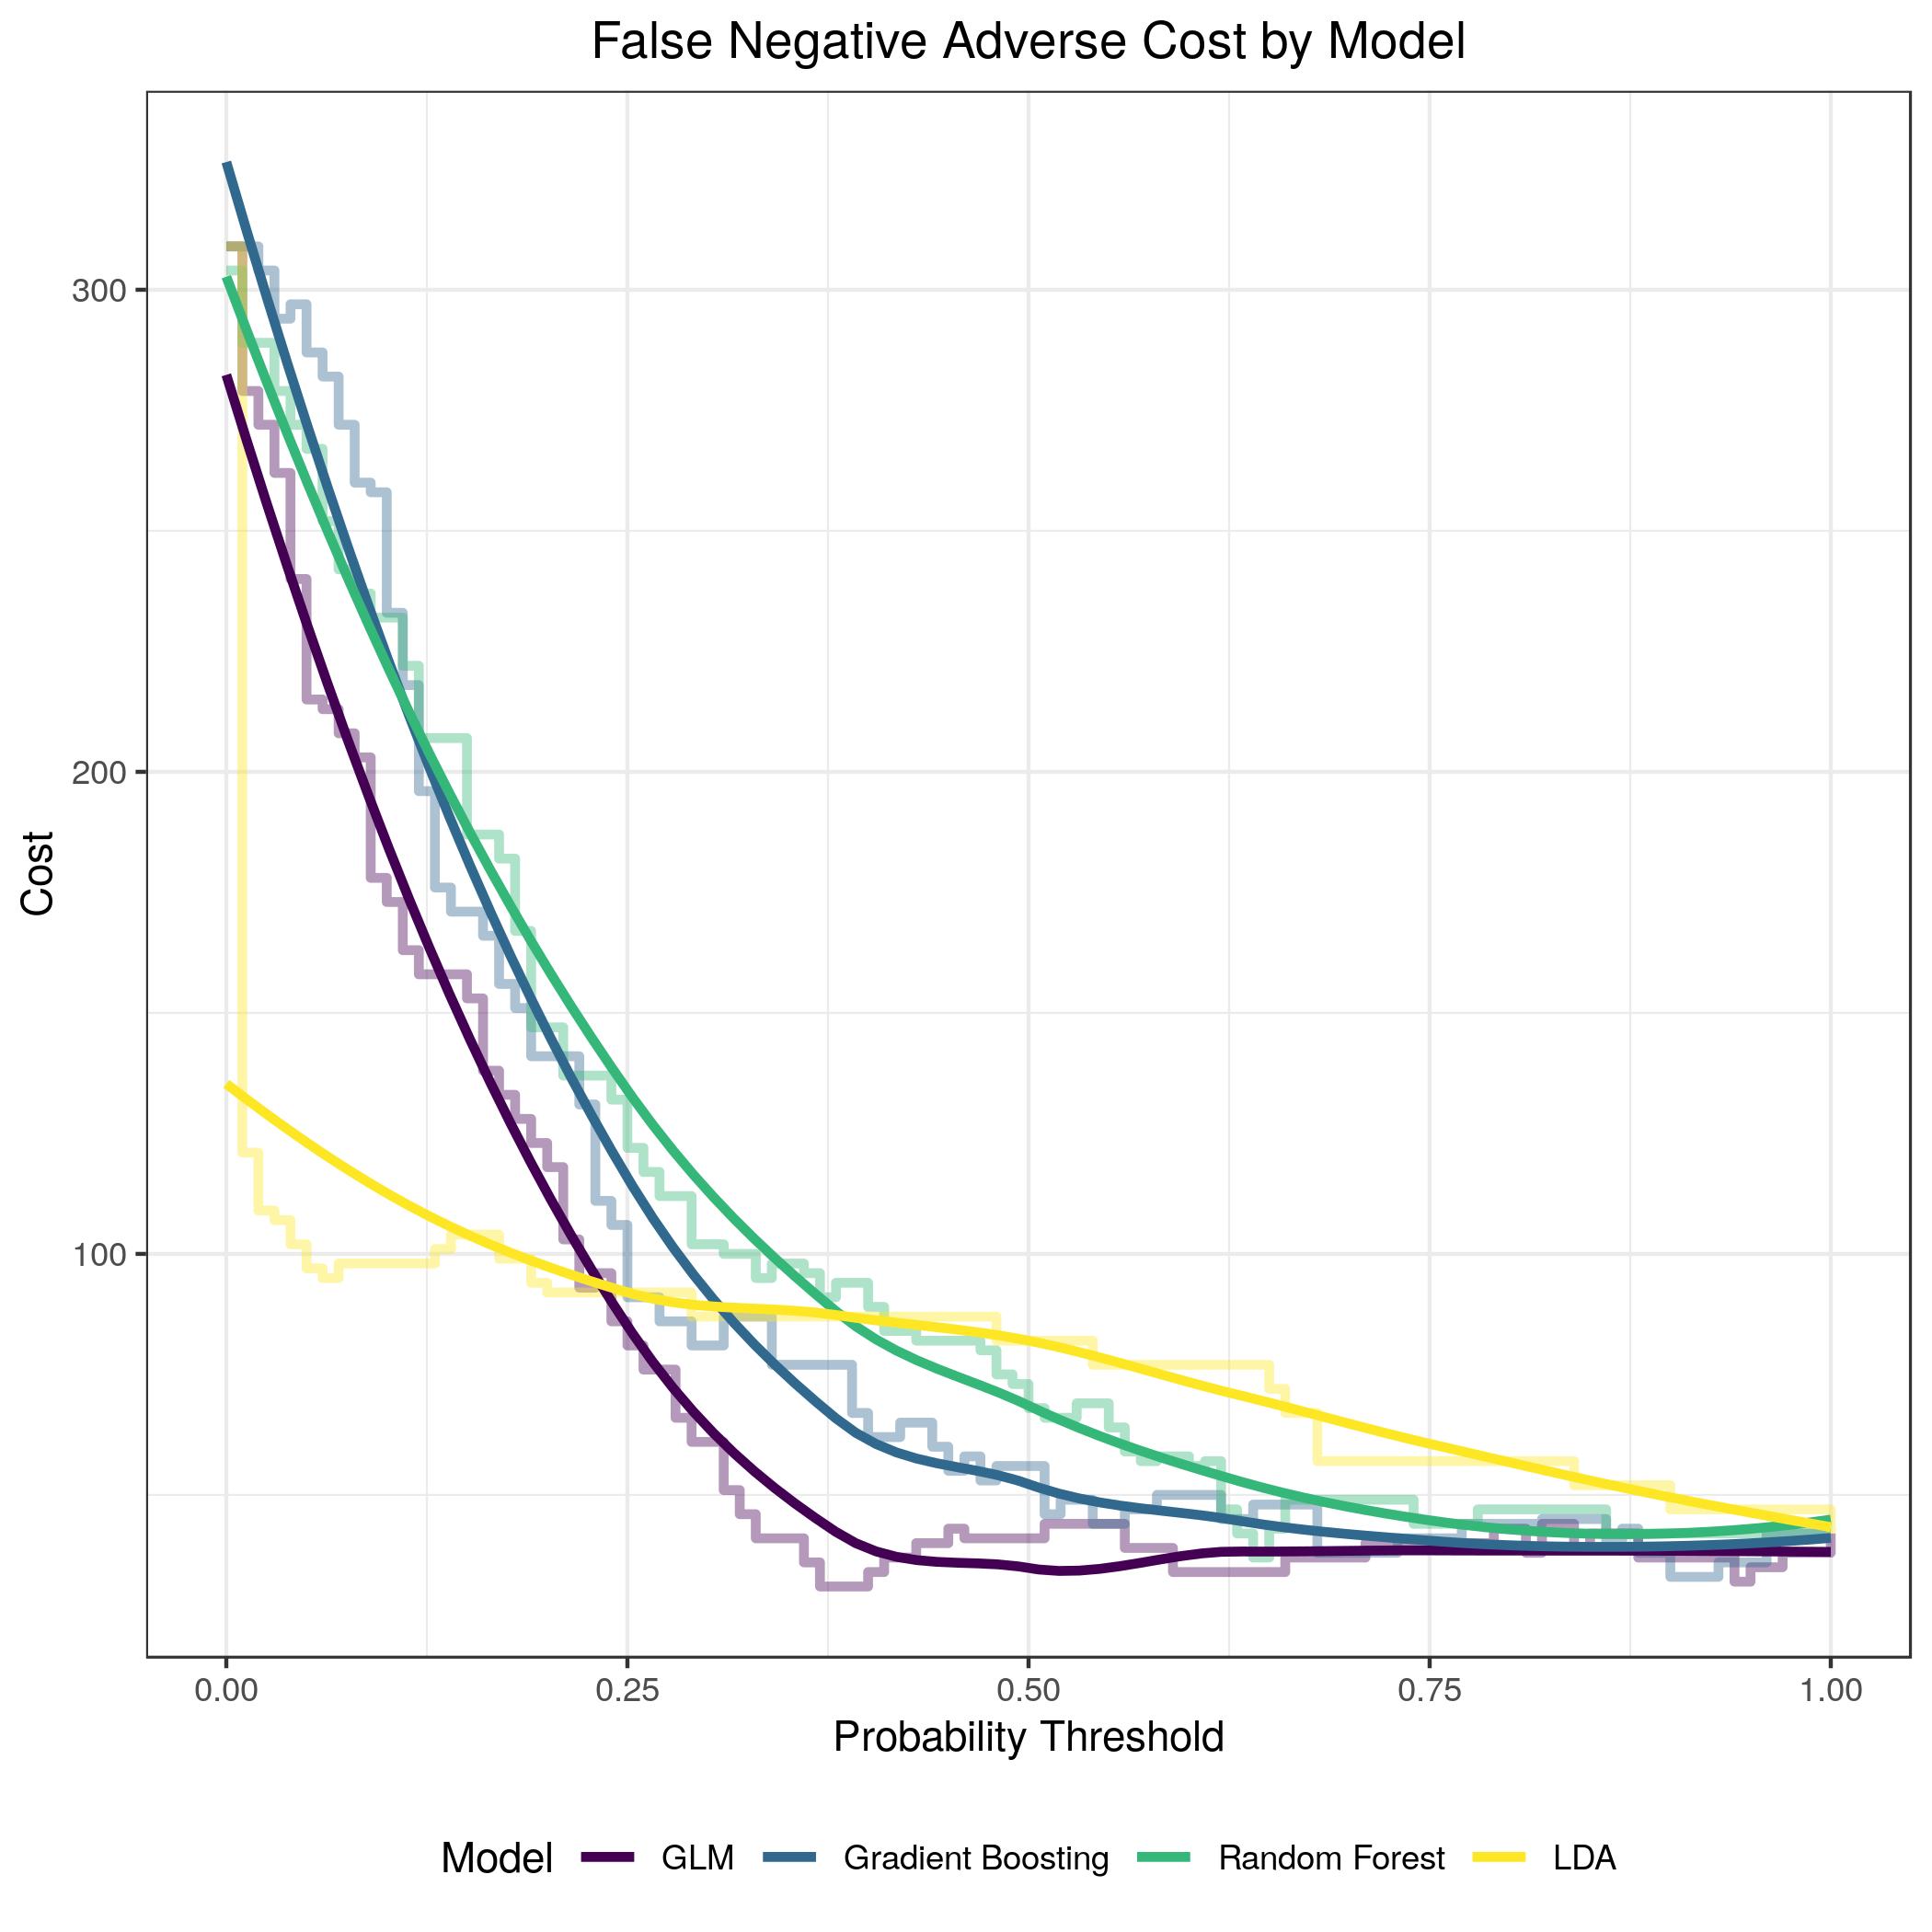 False Negative Adverse Cost by Model
300
200
100
Cost
0.00 0.25 0.50 0.75 1.00
Probability Threshold
Model GLM Gradient Boosting Random Forest LDA